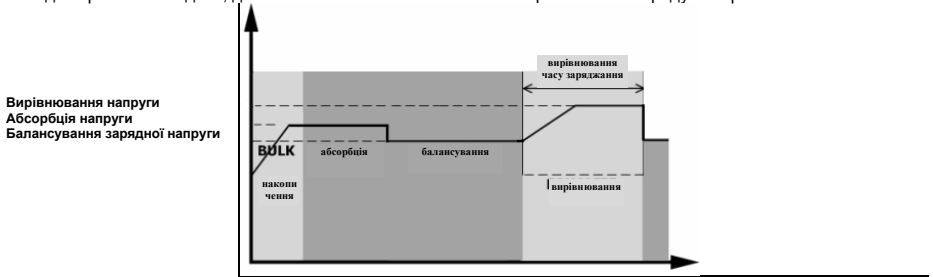 вирівнювання
часу заряджання
Вирівнювання напруги
Абсорбція напруги
Балансування зарядної напруги
BULK
абсорбція
балансування
накопи
чення
вирівнювання